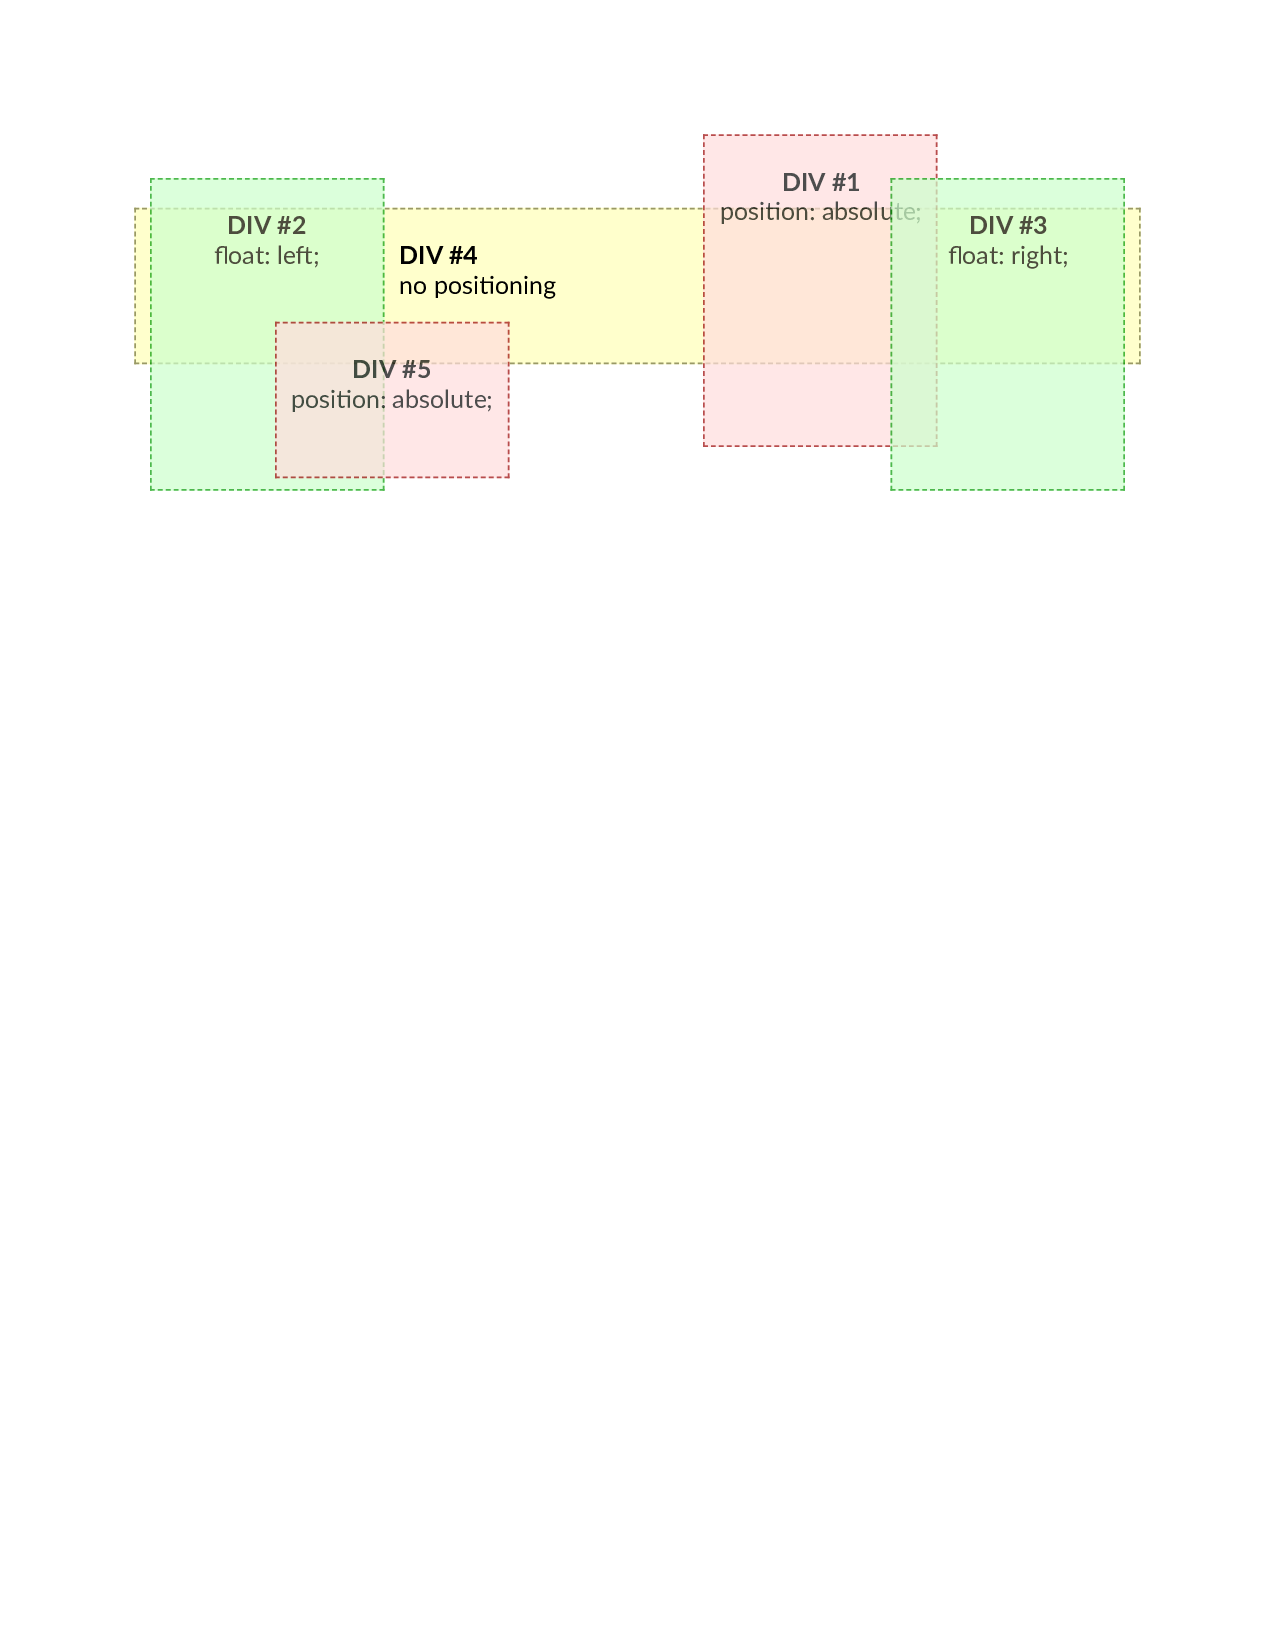 DIV #1
position: absolute;
DIV #2
float: left;
DIV #3
float: right;
DIV #4
no positioning
DIV #5
position: absolute;